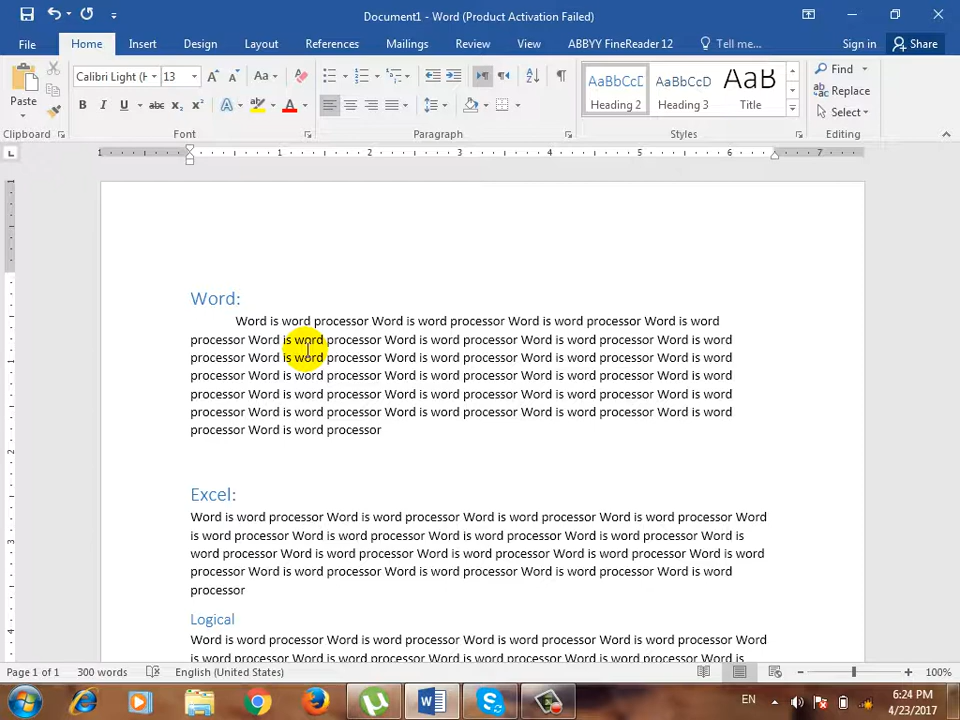 Document1 - Word (Product Activation Failed)
File Home Insert Design Layout References Mailings Review View ABBYY FineReader 12 Tell me... Sign in Share
Calibri Light (H 13 Aa
Find
Paste
B I U abc X2 X2 A A
AaBbCcD AaBbCcD AaB
Replace
Heading 2 Heading 3 Title
Select
Clipboard Font Paragraph Styles Editing
1 1 2 3 4 5 6 7
Word:
Word is word processor Word is word processor Word is word processor Word is word
processor Word is word processor Word is word processor Word is word processor Word is word
processor Word is word processor Word is word processor Word is word processor Word is word
processor Word is word processor Word is word processor Word is word processor Word is word
processor Word is word processor Word is word processor Word is word processor Word is word
processor Word is word processor Word is word processor Word is word processor Word is word
processor Word is word processor
Excel:
Word is word processor Word is word processor Word is word processor Word is word processor Word
is word processor Word is word processor Word is word processor Word is word processor Word is
word processor Word is word processor Word is word processor Word is word processor Word is word
processor Word is word processor Word is word processor Word is word processor Word is word
processor
Logical
Word is word processor Word is word processor Word is word processor Word is word processor Word
is word processor Word is word processor Word is word processor Word is word processor Word is
Page 1 of 1 300 words English (United States) 100%
EN
6:24 PM
4/23/2017